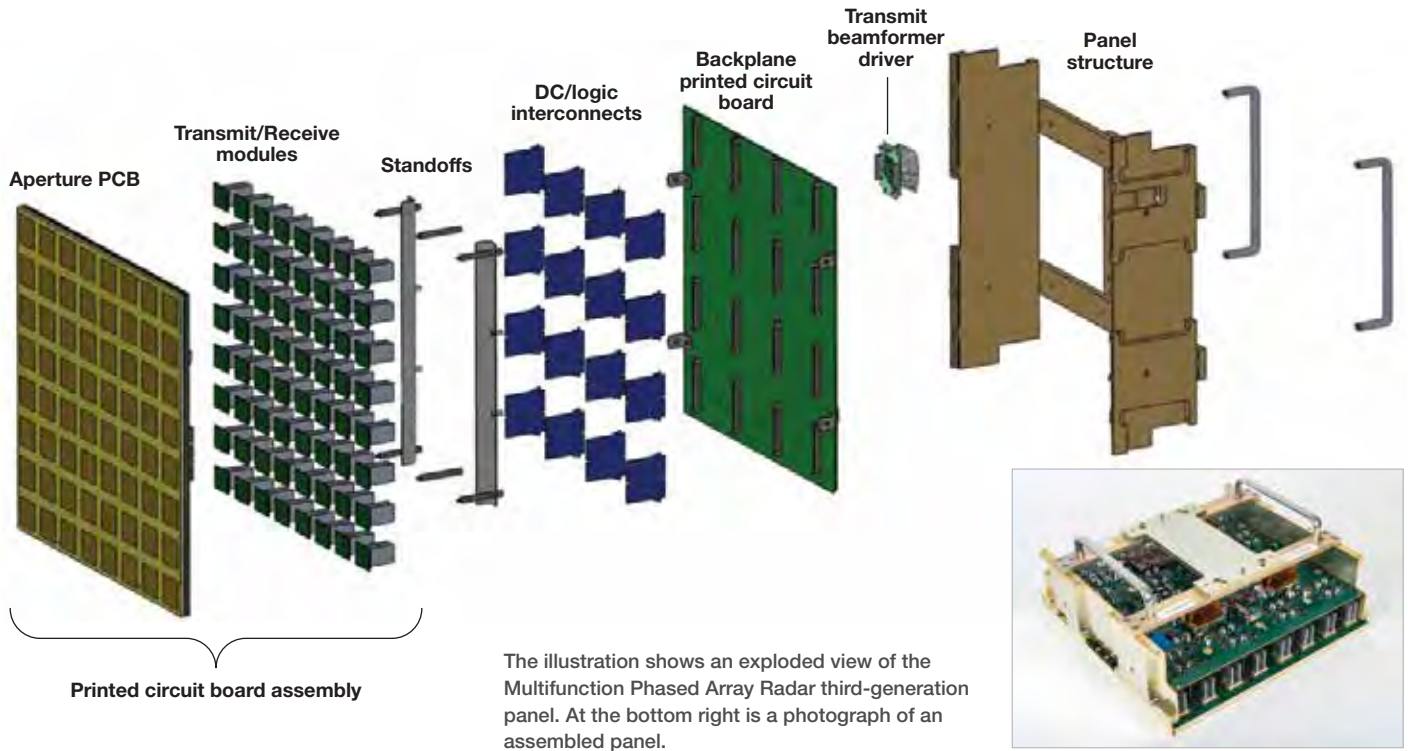 Aperture PCB
Transmit/Receive
modules
Standoffs
DC/logic
interconnects
Backplane
printed circuit
board
Transmit
beamformer
driver
Panel
structure
Printed circuit board assembly
The illustration shows an exploded view of the
Multifunction Phased Array Radar third-generation
panel. At the bottom right is a photograph of an
assembled panel.